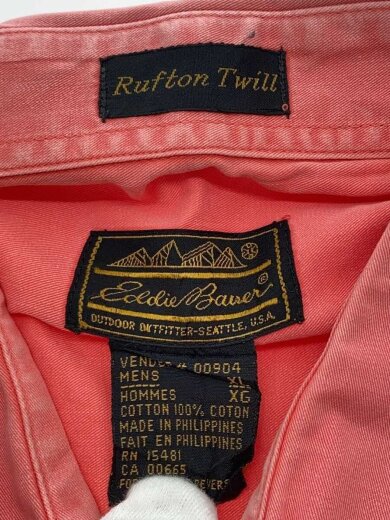 Rufton Twill
Eddie Bauer®
OUTDOOR OUTFITTER-SEATTLE, U.S.A.
VENDER # 00904
MENS XL
HOMMES XG
COTTON 100% COTON
MADE IN PHILIPPINES
FAIT EN PHILIPPINES
RN 15481
CA 00665